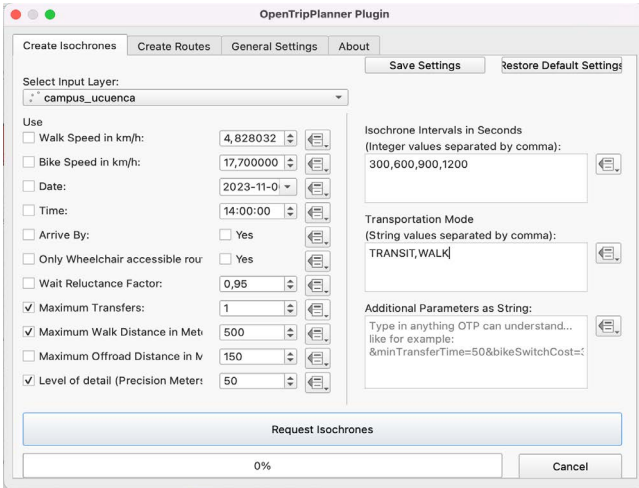 OpenTripPlanner Plugin
Create Isochrones
Create Routes
General Settings
About
Save Settings
Restore Default Settings
Select Input Layer:
campus_ucuenca
Use
Walk Speed in km/h:
4,828032
Bike Speed in km/h:
17,700000
Date:
2023-11-0
Time:
14:00:00
Arrive By:
Yes
Only Wheelchair accessible rou
Yes
Wait Reluctance Factor:
0,95
Maximum Transfers:
1
Maximum Walk Distance in Met
500
Maximum Offroad Distance in M
150
Level of detail (Precision Meters
50
Isochrone Intervals in Seconds
(Integer values separated by comma):
300,600,900,1200
Transportation Mode
(String values separated by comma):
TRANSIT,WALK
Additional Parameters as String:
Type in anything OTP can understand...
like for example:
&minTransferTime=50&bikeSwitchCost=
Request Isochrones
0%
Cancel